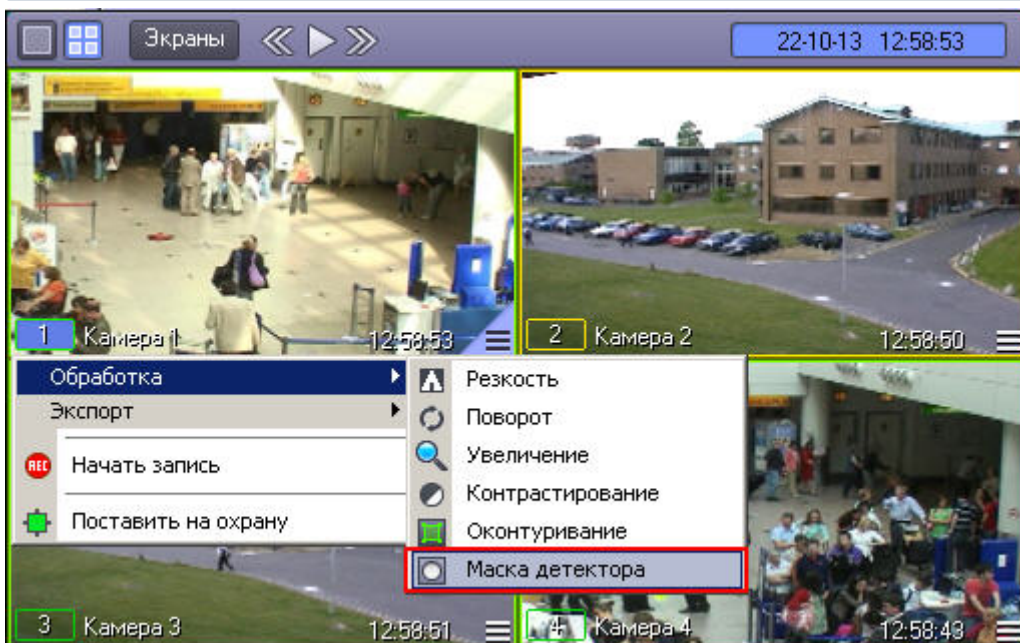 Экраны
22-10-13 12:58:53
1 Камера 1 12:58:53
2 Камера 2 12:58:50
Обработка
Экспорт
REC Начать запись
Поставить на охрану
Резкость
Поворот
Увеличение
Контрастирование
Оконтуривание
Маска детектора
3 Камера 3 12:58:51
4 Камера 4 12:58:43